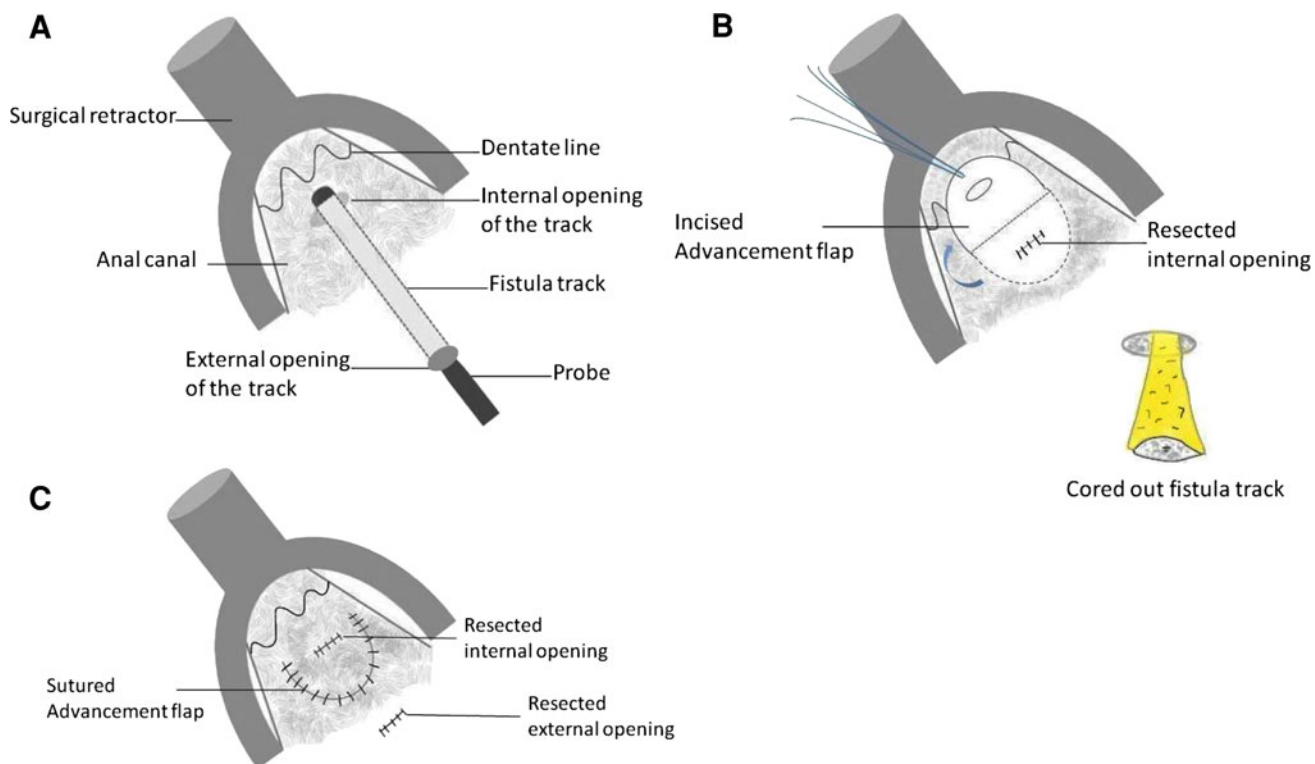 A
Surgical retractor
Dentate line
Internal opening
of the track
Anal canal
Fistula track
External opening
of the track
Probe
B
Incised
Advancement flap
Resected
internal opening
Cored out fistula track
C
Resected
internal opening
Sutured
Advancement flap
Resected
external opening